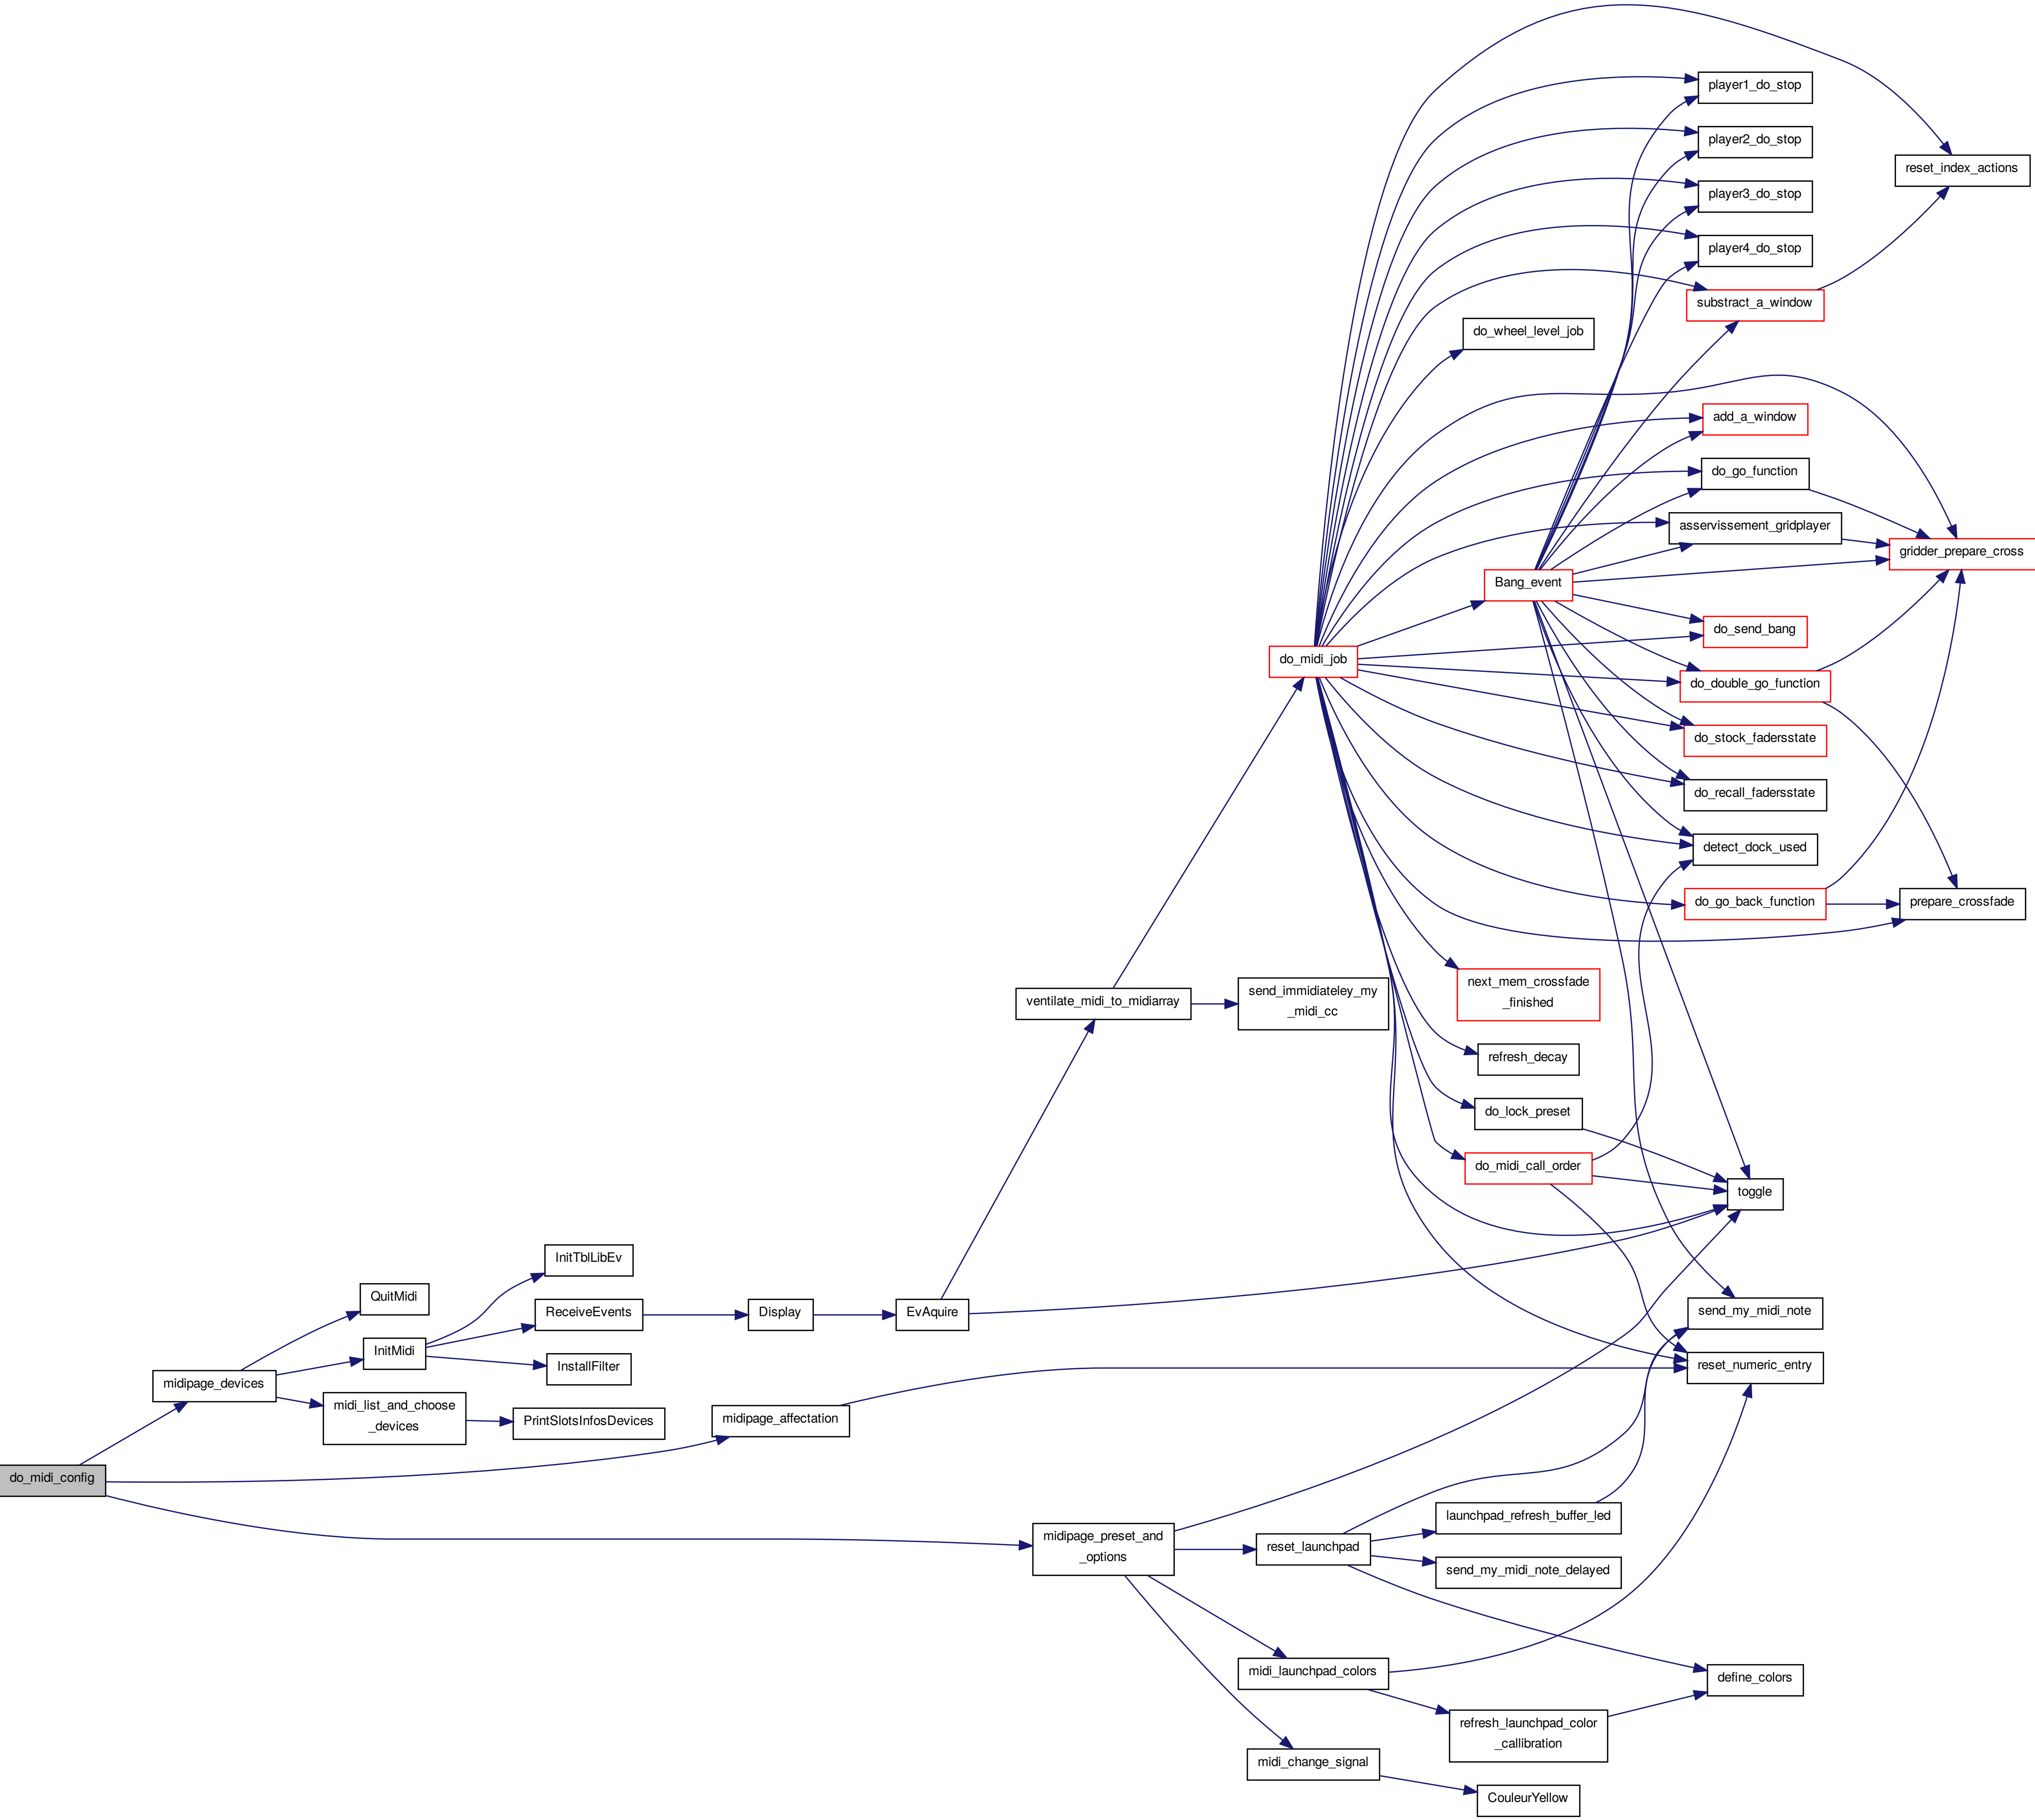 player1_do_stop
player2_do_stop
reset_index_actions
player3_do_stop
player4_do_stop
substract_a_window
do_wheel_level_job
add_a_window
do_go_function
asservissement_gridplayer
gridder_prepare_cross
Bang_event
do_send_bang
do_midi_job
do_double_go_function
do_stock_fadersstate
do_recall_fadersstate
detect_dock_used
do_go_back_function
prepare_crossfade
next_mem_crossfade
_finished
send_immidiateley_my
_midi_cc
ventilate_midi_to_midiarray
refresh_decay
do_lock_preset
do_midi_call_order
toggle
InitTblLibEv
QuitMidi
ReceiveEvents
Display
EvAquire
send_my_midi_note
InitMidi
InstallFilter
reset_numeric_entry
midipage_devices
midi_list_and_choose
_devices
PrintSlotsInfosDevices
midipage_affectation
do_midi_config
launchpad_refresh_buffer_led
midipage_preset_and
_options
reset_launchpad
send_my_midi_note_delayed
midi_launchpad_colors
define_colors
refresh_launchpad_color
_callibration
midi_change_signal
CouleurYellow